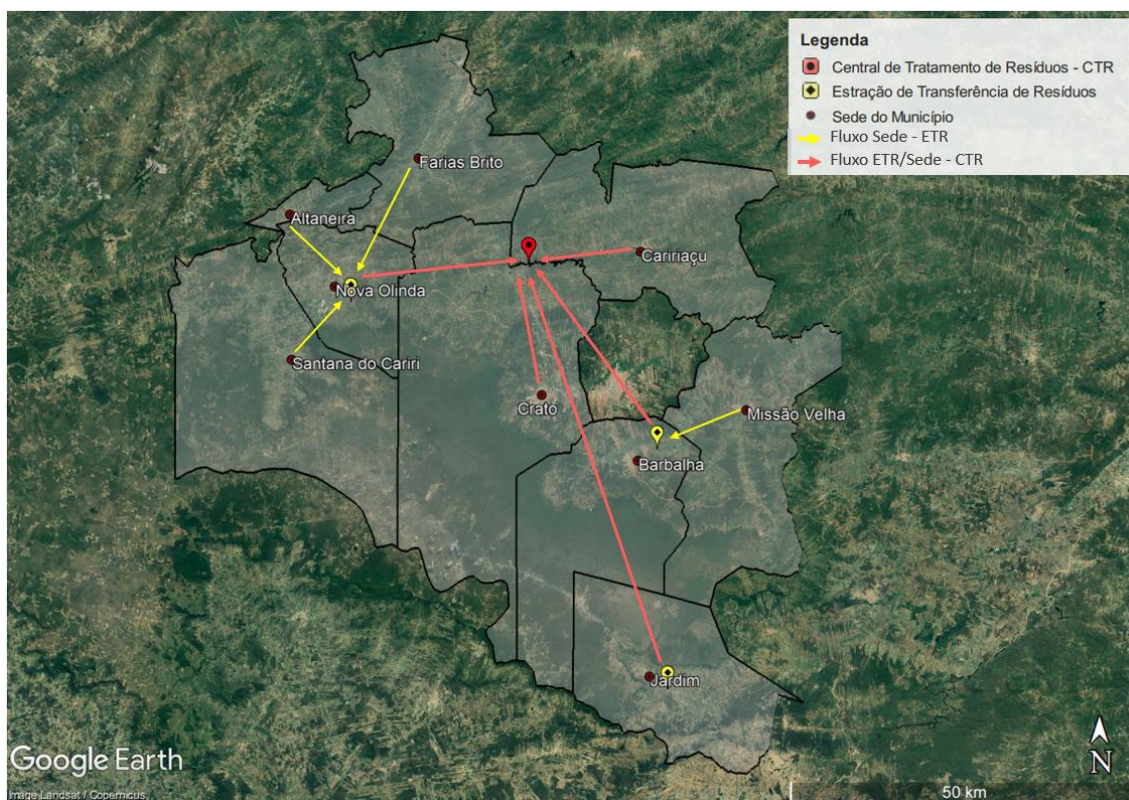 Legenda
Central de Tratamento de Resíduos - CTR
Estração de Transferência de Resíduos
Sede do Município
Fluxo Sede - ETR
Fluxo ETR/Sede - CTR
Farias Brito
Altaneira
Caririaçu
Nova Olinda
Santana do Cariri
Crato
Missão Velha
Barbalha
Jardim
Google Earth
Image Landsat / Copernicus
N
50 km